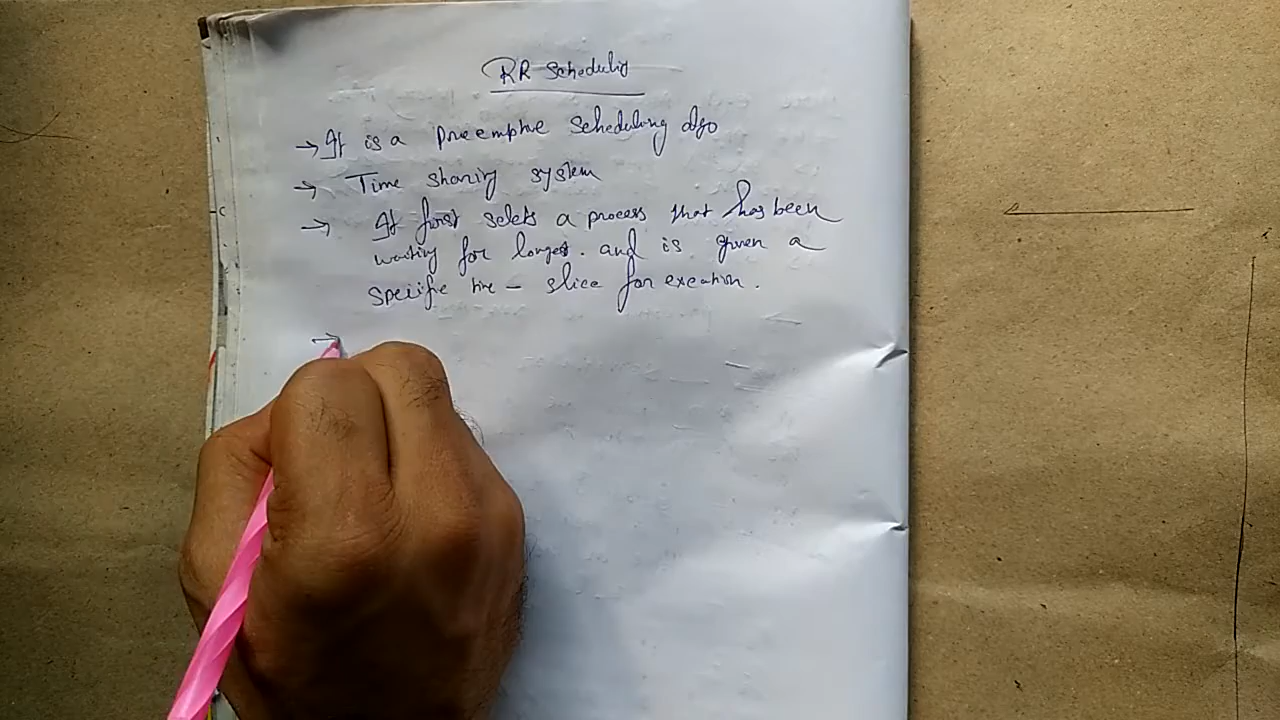 RR Scheduling
→ It is a Preemptive Scheduling algo
→ Time sharing system
→ It first selets a process that has been
waiting for longest. and is given a
specific time - slice for execution.
→